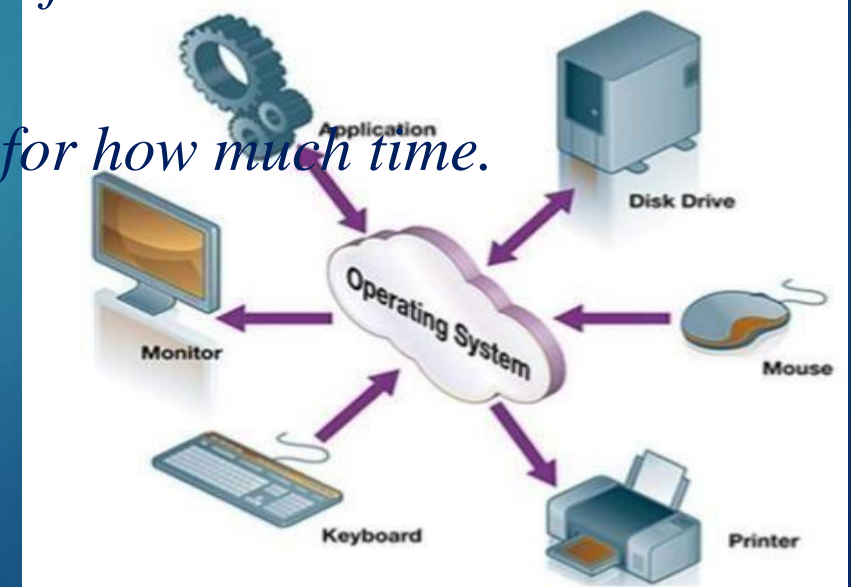 Application
for how much time.
Disk Drive
Operating System
Monitor
Mouse
Keyboard
Printer